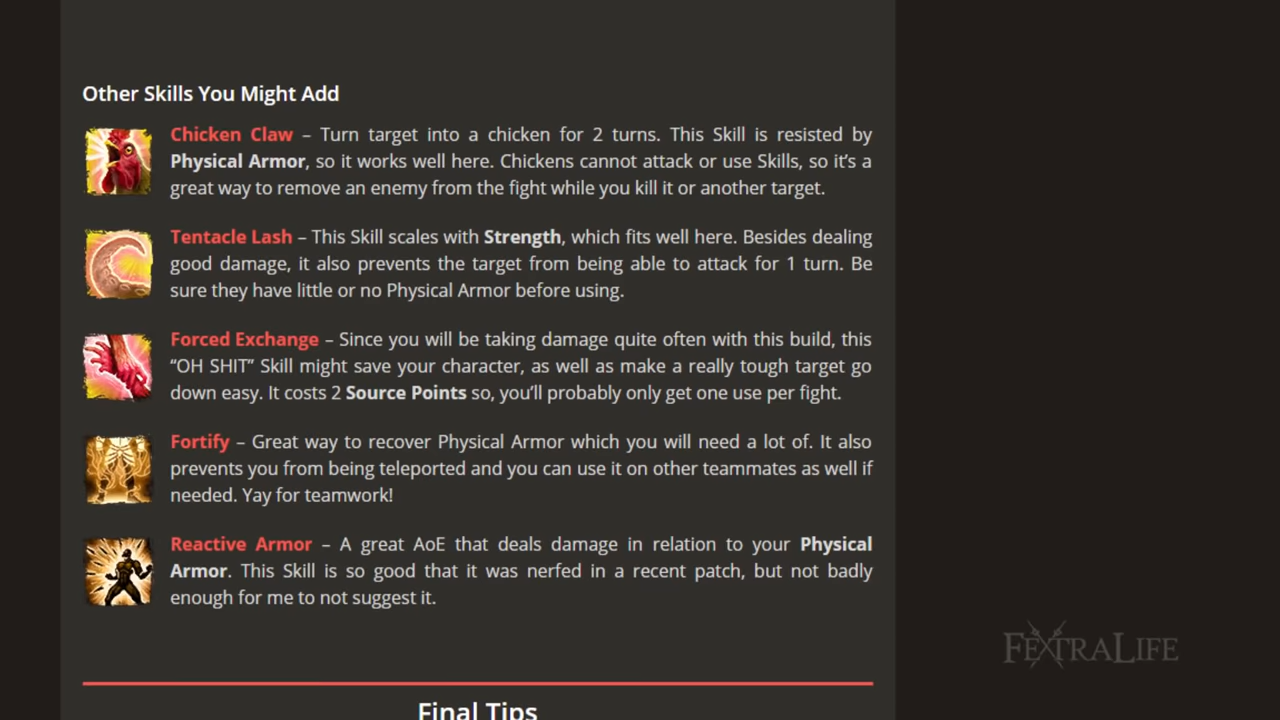 Other Skills You Might Add
Chicken Claw – Turn target into a chicken for 2 turns. This Skill is resisted by
Physical Armor, so it works well here. Chickens cannot attack or use Skills, so it’s a
great way to remove an enemy from the fight while you kill it or another target.
Tentacle Lash – This Skill scales with Strength, which fits well here. Besides dealing
good damage, it also prevents the target from being able to attack for 1 turn. Be
sure they have little or no Physical Armor before using.
Forced Exchange – Since you will be taking damage quite often with this build, this
“OH SHIT” Skill might save your character, as well as make a really tough target go
down easy. It costs 2 Source Points so, you’ll probably only get one use per fight.
Fortify – Great way to recover Physical Armor which you will need a lot of. It also
prevents you from being teleported and you can use it on other teammates as well if
needed. Yay for teamwork!
Reactive Armor – A great AoE that deals damage in relation to your Physical
Armor. This Skill is so good that it was nerfed in a recent patch, but not badly
enough for me to not suggest it.
FextraLife
Final Tips